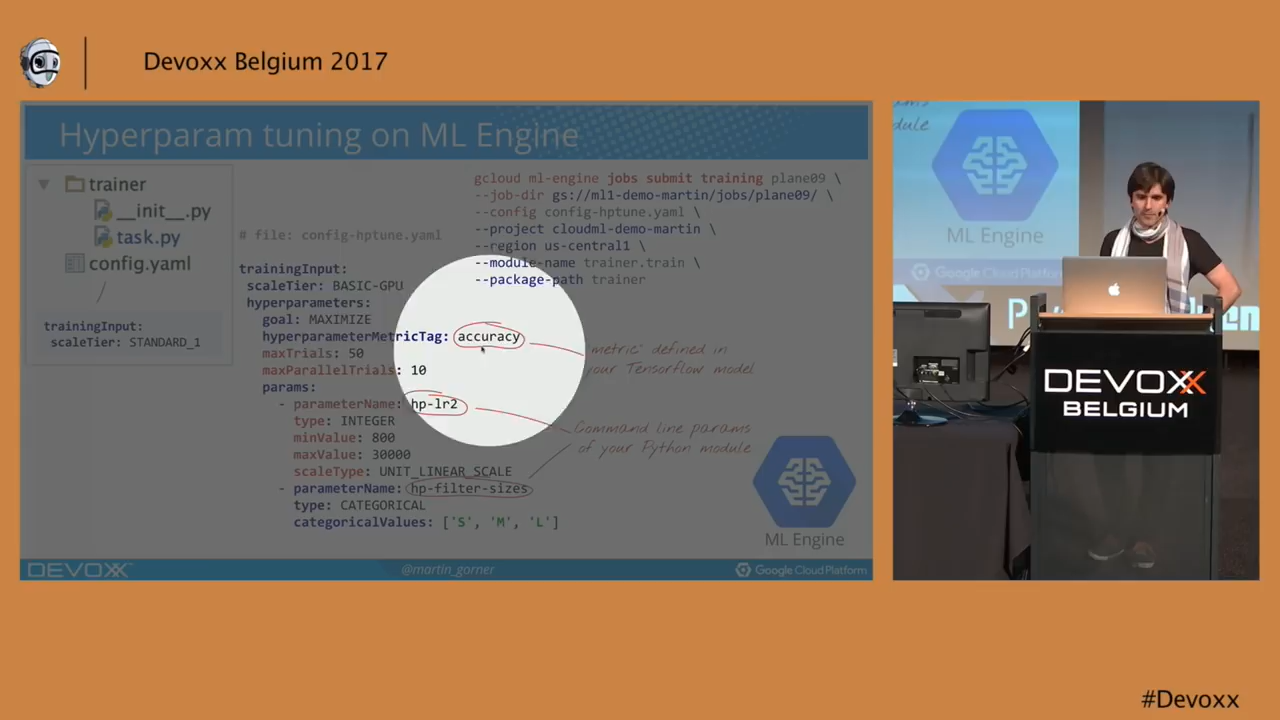 Devoxx Belgium 2017
Hyperparam tuning on ML Engine
trainer
__init__.py
task.py
config.yaml
trainingInput:
scaleTier: STANDARD_1
# file: config-hptune.yaml
trainingInput:
scaleTier: BASIC-GPU
hyperparameters:
goal: MAXIMIZE
hyperparameterMetricTag: accuracy
maxTrials: 50
maxParallelTrials: 10
params:
- parameterName: hp-lr2
type: INTEGER
minValue: 800
maxValue: 30000
scaleType: UNIT_LINEAR_SCALE
- parameterName: hp-filter-sizes
type: CATEGORICAL
categoricalValues: ['S', 'M', 'L']
gcloud ml-engine jobs submit training plane09 \
--job-dir gs://ml1-demo-martin/jobs/plane09/ \
--config config-hptune.yaml \
--project cloudml-demo-martin \
--region us-central1 \
--module-name trainer.train \
--package-path trainer
"metric" defined in
your Tensorflow model
Command line params
of your Python module
ML Engine
DEVOXX
@martin_gorner
Google Cloud Platform
ML Engine
Google Cloud Platform
DEVOXX
BELGIUM
#Devoxx